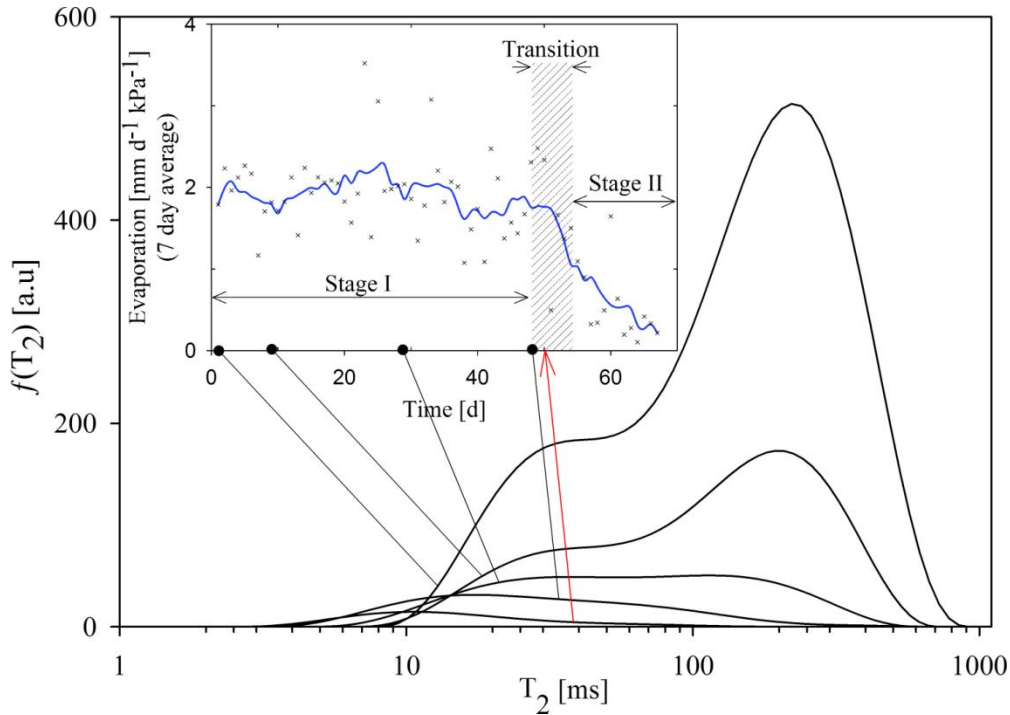 600
400
200
0
f(T2) [a.u]
1
10
100
1000
T2 [ms]
4
2
0
Evaporation [mm d-1 kPa-1]
(7 day average)
0
20
40
60
Time [d]
Transition
Stage II
Stage I